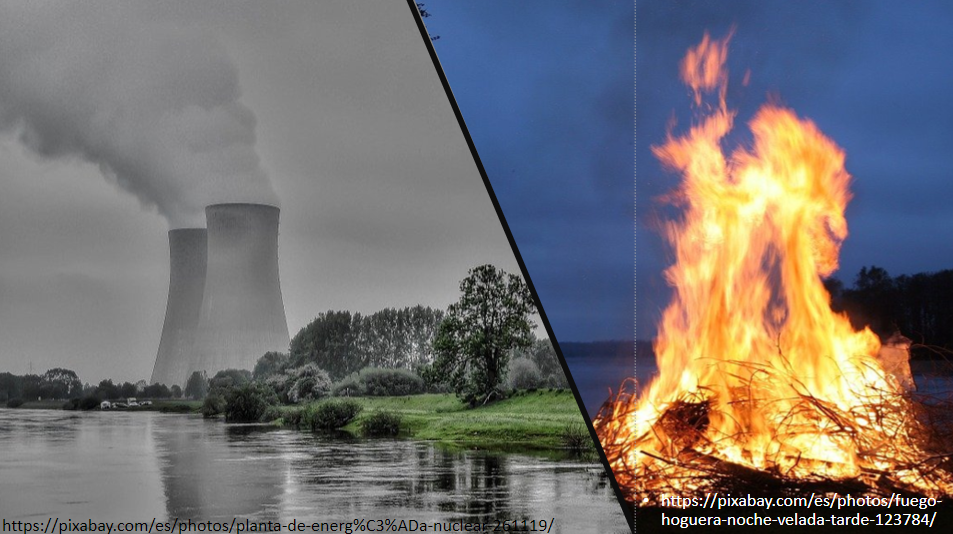 https://pixabay.com/es/photos/planta-de-energ%C3%ADa-nuclear-261119/
• https://pixabay.com/es/photos/fuego-
hoguera-noche-velada-tarde-123784/